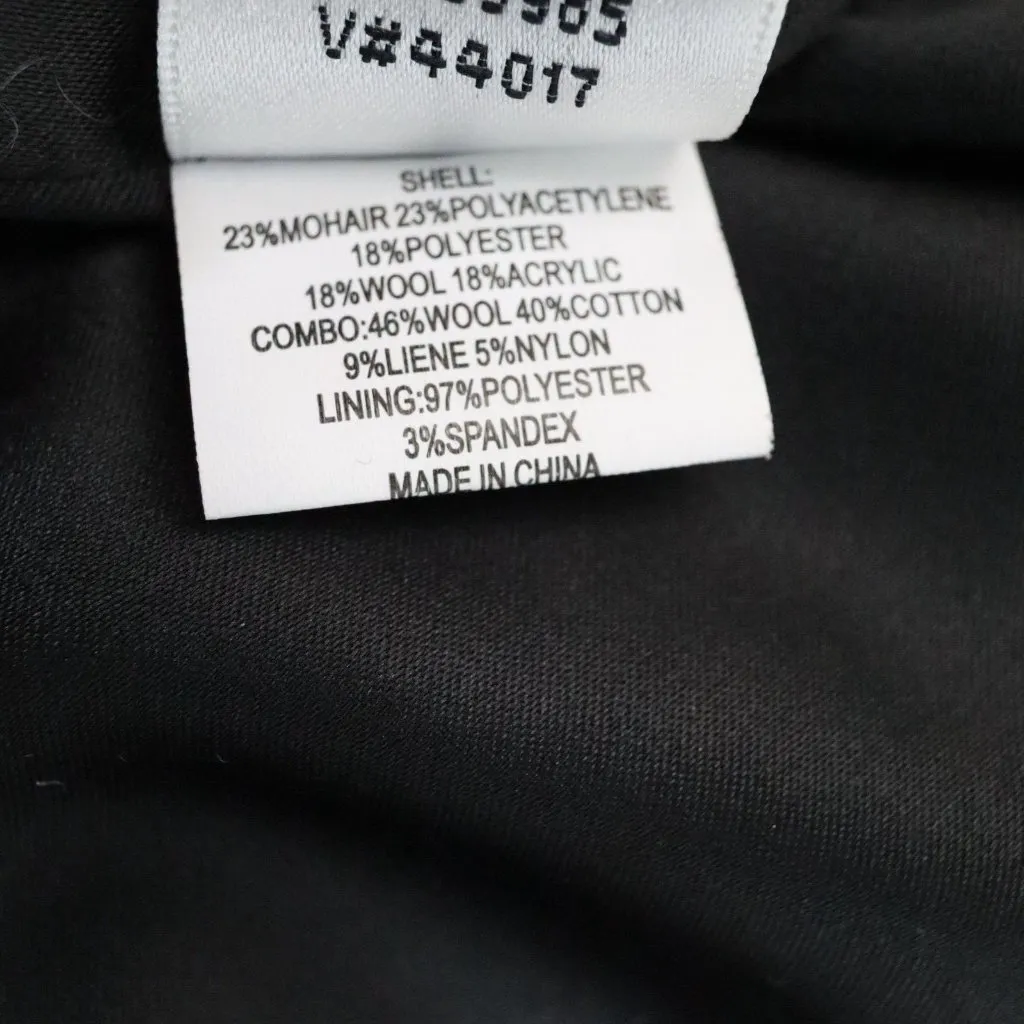 V#44017
SHELL:
23%MOHAIR 23%POLYACETYLENE
18%POLYESTER
18%WOOL 18%ACRYLIC
COMBO:46%WOOL 40%COTTON
9%LIENE 5%NYLON
LINING:97%POLYESTER
3%SPANDEX
MADE IN CHINA